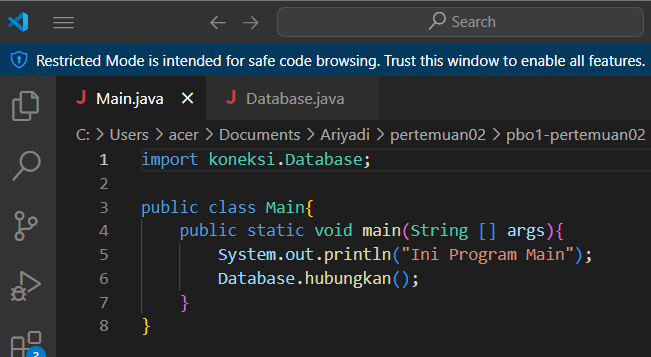 Search
Restricted Mode is intended for safe code browsing. Trust this window to enable all features.
J Main.java
J Database.java
C: > Users > acer > Documents > Ariyadi > pertemuan02 > pbo1-pertemuan02
1 import koneksi.Database;
2
3 public class Main{
4 public static void main(String [] args){
5 System.out.println("Ini Program Main");
6 Database.hubungkan();
7 }
8 }